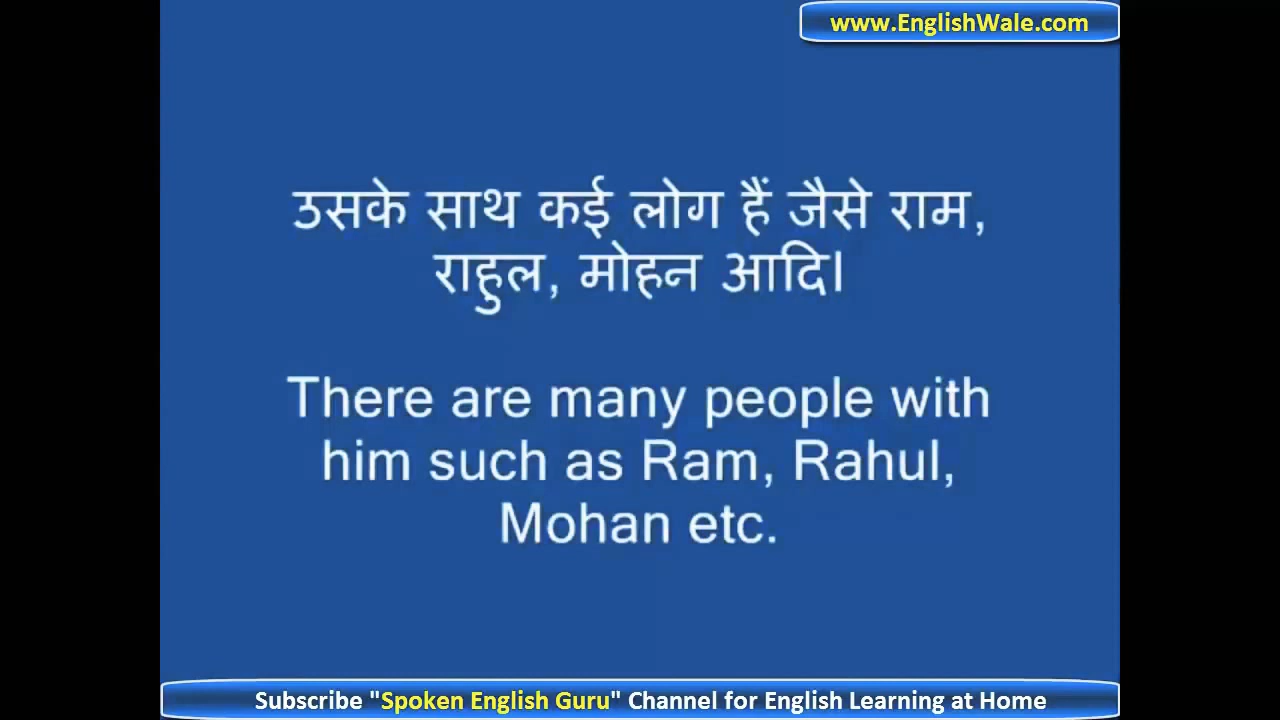 www.EnglishWale.com
उसके साथ कई लोग हैं जैसे राम,
राहुल, मोहन आदि।
There are many people with
him such as Ram, Rahul,
Mohan etc.
Subscribe "Spoken English Guru" Channel for English Learning at Home